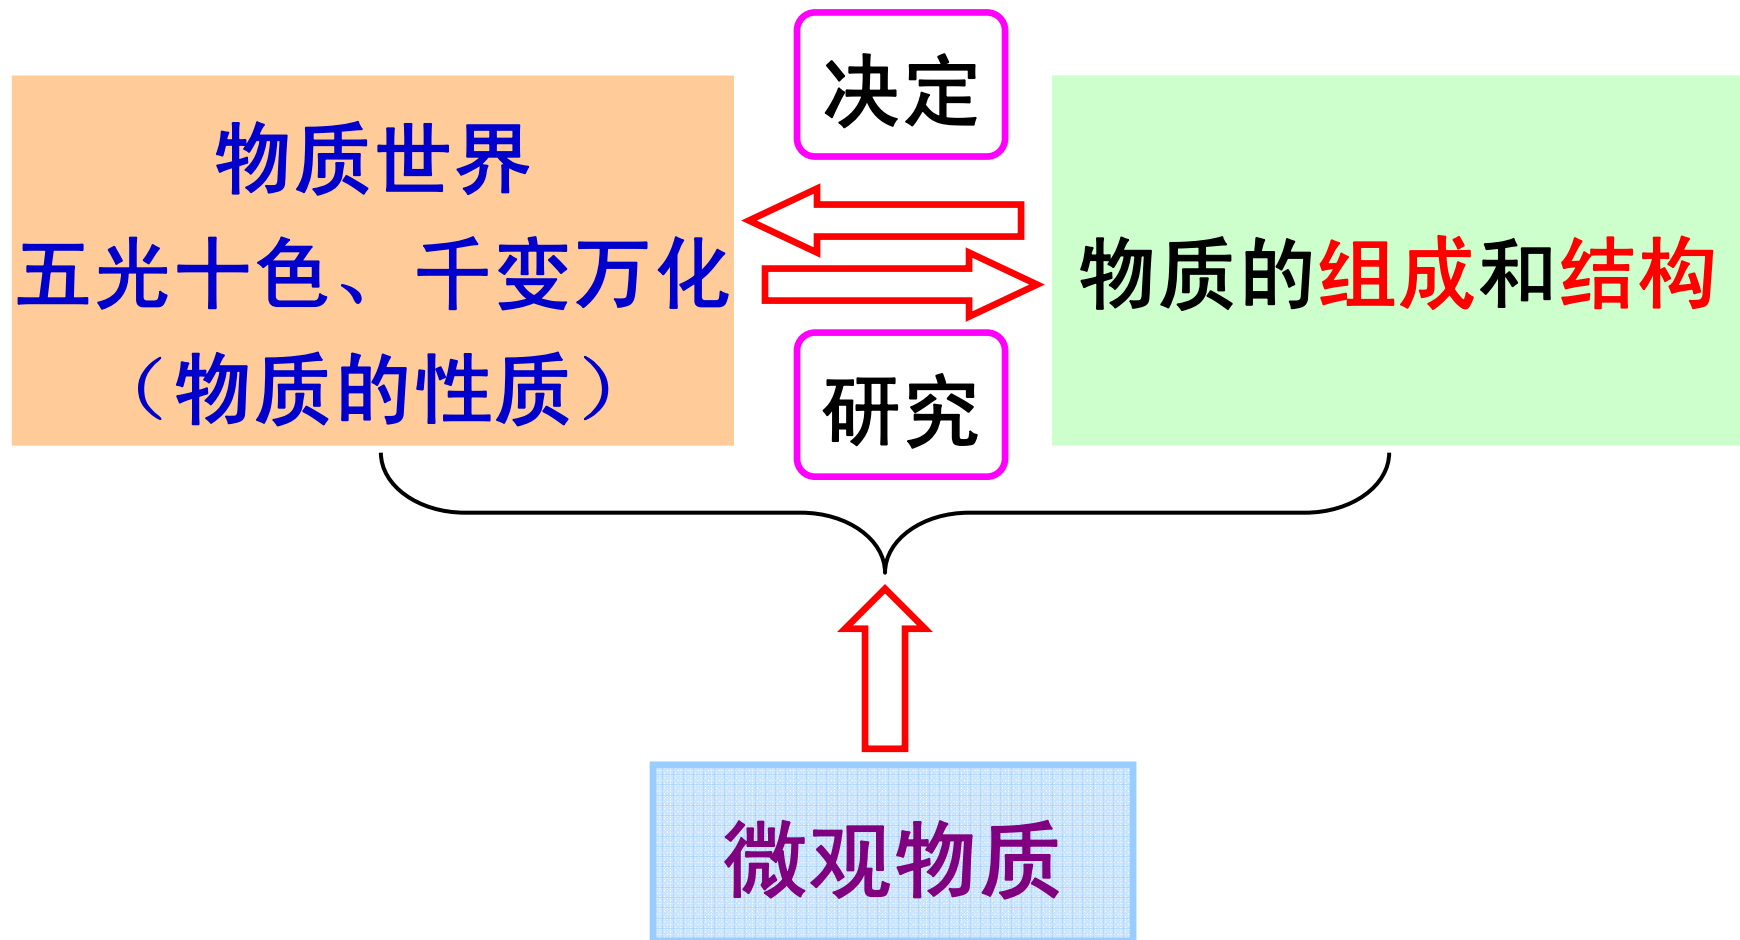 决定
物质世界
五光十色、千变万化
（物质的性质）
物质的组成和结构
研究
微观物质